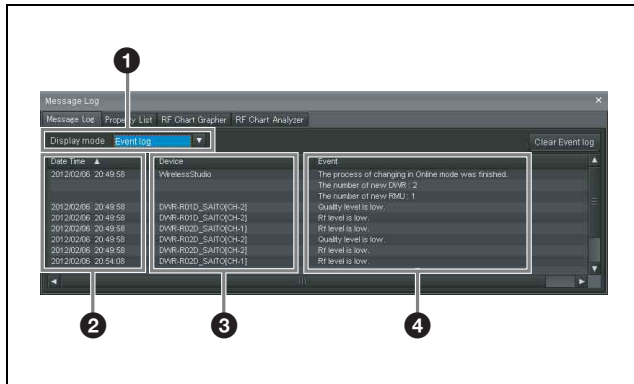 1
Message Log ×
Message Log Property List RF Chart Grapher RF Chart Analyzer
Display mode Event log ▼ Clear Event log
Date Time ▲ Device Event
2012/02/06 20:49:58 WirelessStudio The process of changing in Online mode was finished.
The number of new DWR : 2
The number of new RMU : 1
2012/02/06 20:49:58 DWR-R01D_SAITO[CH-2] Quality level is low.
2012/02/06 20:49:58 DWR-R01D_SAITO[CH-2] Rf level is low.
2012/02/06 20:49:58 DWR-R02D_SAITO[CH-1] Rf level is low.
2012/02/06 20:49:58 DWR-R02D_SAITO[CH-2] Quality level is low.
2012/02/06 20:49:58 DWR-R02D_SAITO[CH-2] Rf level is low.
2012/02/06 20:54:08 DWR-R02D_SAITO[CH-1] Rf level is low.
2 3 4